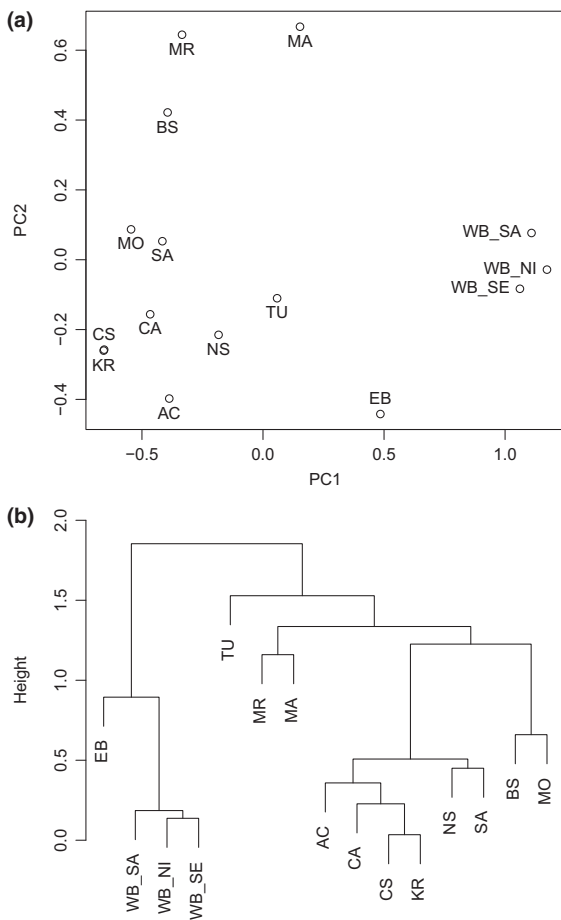 (a)
0.6
0.4
0.2
0.0
−0.2
−0.4
PC2
MR
MA
BS
MO
SA
WB_SA
WB_NI
WB_SE
TU
CA
NS
CS
KR
AC
EB
−0.5
0.0
0.5
1.0
PC1
(b)
2.0
1.5
1.0
0.5
0.0
Height
EB
WB_SA
WB_NI
WB_SE
TU
MR
MA
AC
CA
CS
KR
NS
SA
BS
MO